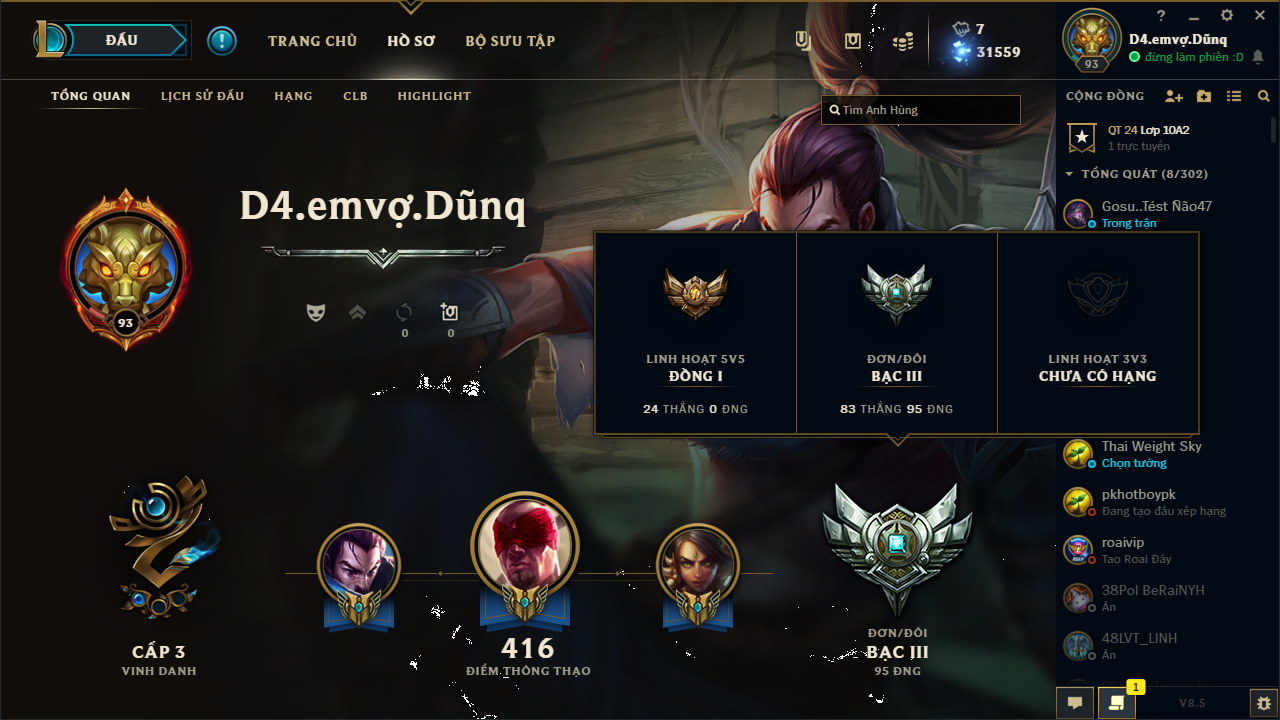 ĐẤU
TRANG CHỦ
HỒ SƠ
BỘ SƯU TẬP
7
31559
?
D4.emvợ.Dũnq
đừng làm phiền :D
93
TỔNG QUAN
LỊCH SỬ ĐẤU
HẠNG
CLB
HIGHLIGHT
Tìm Anh Hùng
CỘNG ĐỒNG
QT 24 Lơp 10A2
1 trực tuyến
TỔNG QUÁT (8/302)
Gosu..Tést Ñão47
Trong trận
D4.emvợ.Dũnq
93
0
0
LINH HOẠT 5V5
ĐỒNG I
24 THẮNG 0 ĐNG
ĐƠN/ĐÔI
BẠC III
83 THẮNG 95 ĐNG
LINH HOẠT 3V3
CHƯA CÓ HẠNG
Thai Weight Sky
Chọn tướng
pkhotboypk
Đang tạo đấu xếp hạng
roaivip
Tao Roai Đây
38Pol BeRaiNYH
Ẩn
48LVT_LINH
Ẩn
CẤP 3
VINH DANH
416
ĐIỂM THÔNG THẠO
ĐƠN/ĐÔI
BẠC III
95 ĐNG
1
V8.5